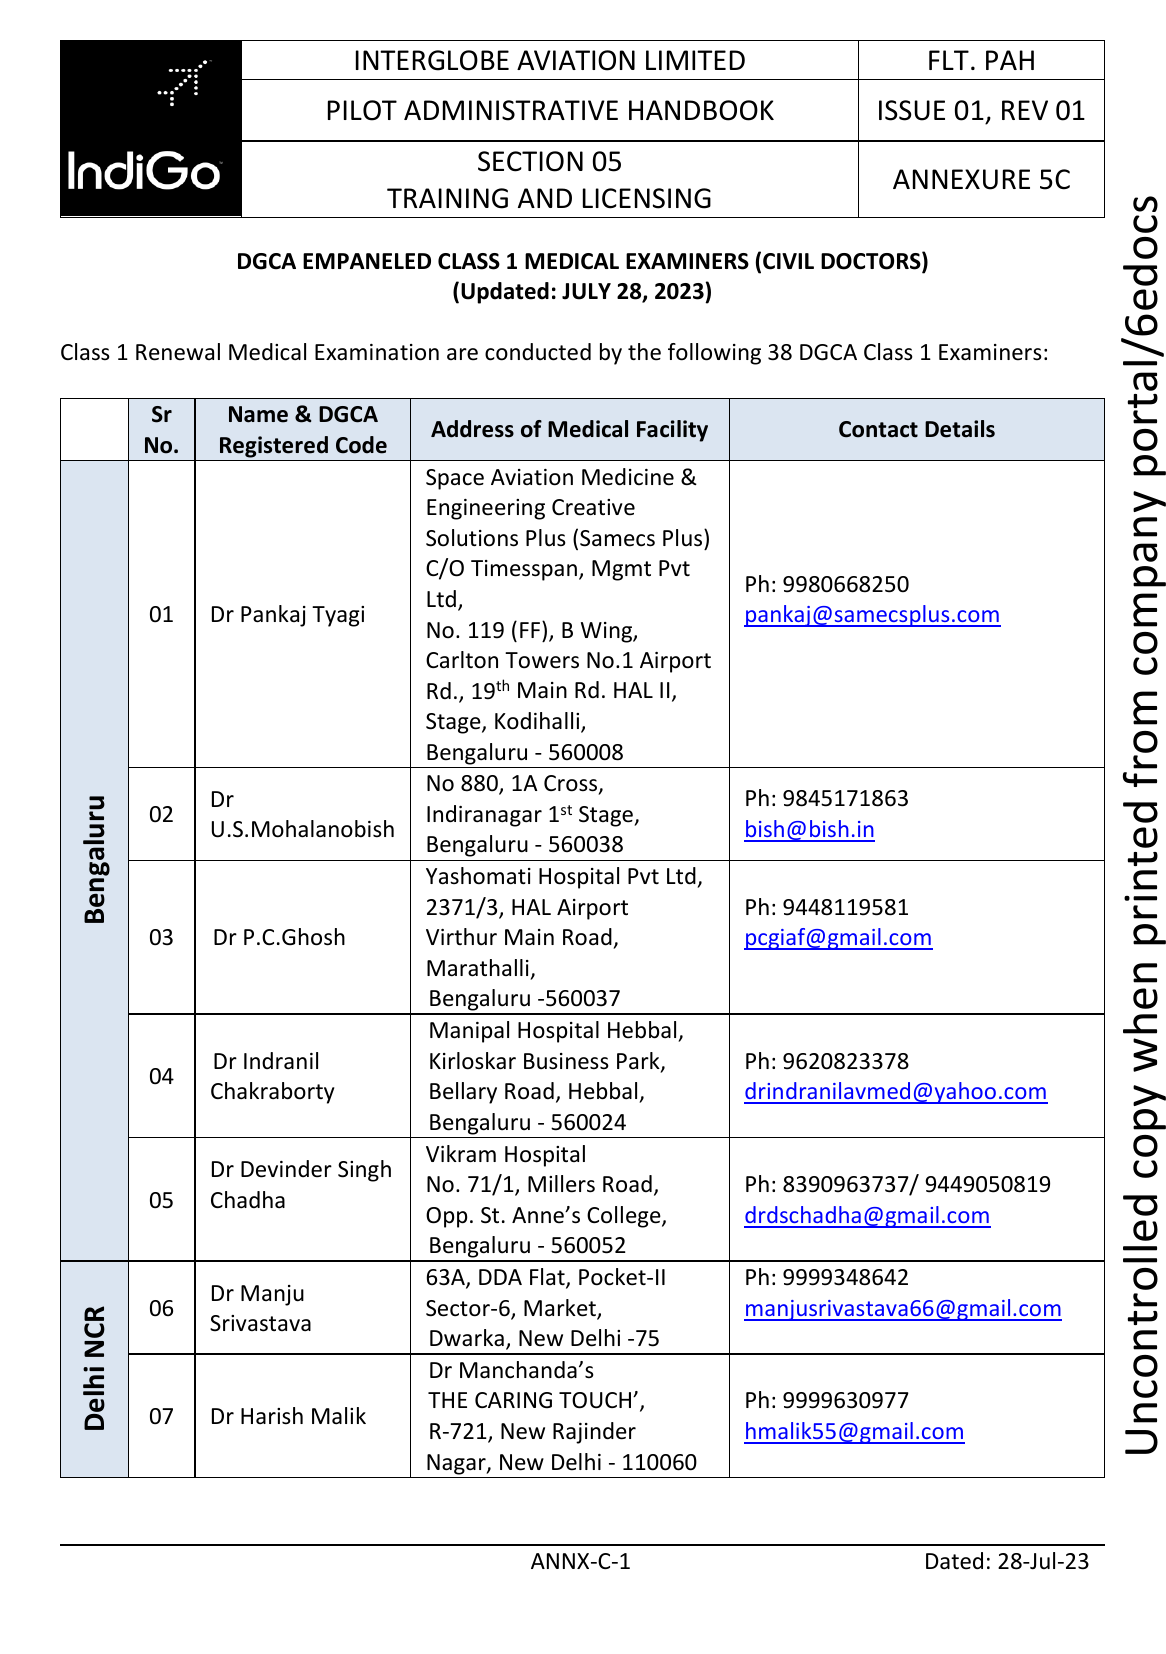 IndiGo
INTERGLOBE AVIATION LIMITED
FLT. PAH
PILOT ADMINISTRATIVE HANDBOOK
ISSUE 01, REV 01
SECTION 05
TRAINING AND LICENSING
ANNEXURE 5C
DGCA EMPANELED CLASS 1 MEDICAL EXAMINERS (CIVIL DOCTORS)
(Updated: JULY 28, 2023)
Class 1 Renewal Medical Examination are conducted by the following 38 DGCA Class 1 Examiners:
Sr
No.
Name & DGCA
Registered Code
Address of Medical Facility
Contact Details
Bengaluru
01
Dr Pankaj Tyagi
Space Aviation Medicine &
Engineering Creative
Solutions Plus (Samecs Plus)
C/O Timesspan, Mgmt Pvt
Ltd,
No. 119 (FF), B Wing,
Carlton Towers No.1 Airport
Rd., 19th Main Rd. HAL II,
Stage, Kodihalli,
Bengaluru - 560008
Ph: 9980668250
pankaj@samecsplus.com
02
Dr
U.S.Mohalanobish
No 880, 1A Cross,
Indiranagar 1st Stage,
Bengaluru - 560038
Ph: 9845171863
bish@bish.in
03
Dr P.C.Ghosh
Yashomati Hospital Pvt Ltd,
2371/3, HAL Airport
Virthur Main Road,
Marathalli,
Bengaluru -560037
Ph: 9448119581
pcgiaf@gmail.com
04
Dr Indranil
Chakraborty
Manipal Hospital Hebbal,
Kirloskar Business Park,
Bellary Road, Hebbal,
Bengaluru - 560024
Ph: 9620823378
drindranilavmed@yahoo.com
05
Dr Devinder Singh
Chadha
Vikram Hospital
No. 71/1, Millers Road,
Opp. St. Anne’s College,
Bengaluru - 560052
Ph: 8390963737/ 9449050819
drdschadha@gmail.com
Delhi NCR
06
Dr Manju
Srivastava
63A, DDA Flat, Pocket-II
Sector-6, Market,
Dwarka, New Delhi -75
Ph: 9999348642
manjusrivastava66@gmail.com
07
Dr Harish Malik
Dr Manchanda’s
THE CARING TOUCH’,
R-721, New Rajinder
Nagar, New Delhi - 110060
Ph: 9999630977
hmalik55@gmail.com
ANNX-C-1
Dated: 28-Jul-23
Uncontrolled copy when printed from company portal/6edocs